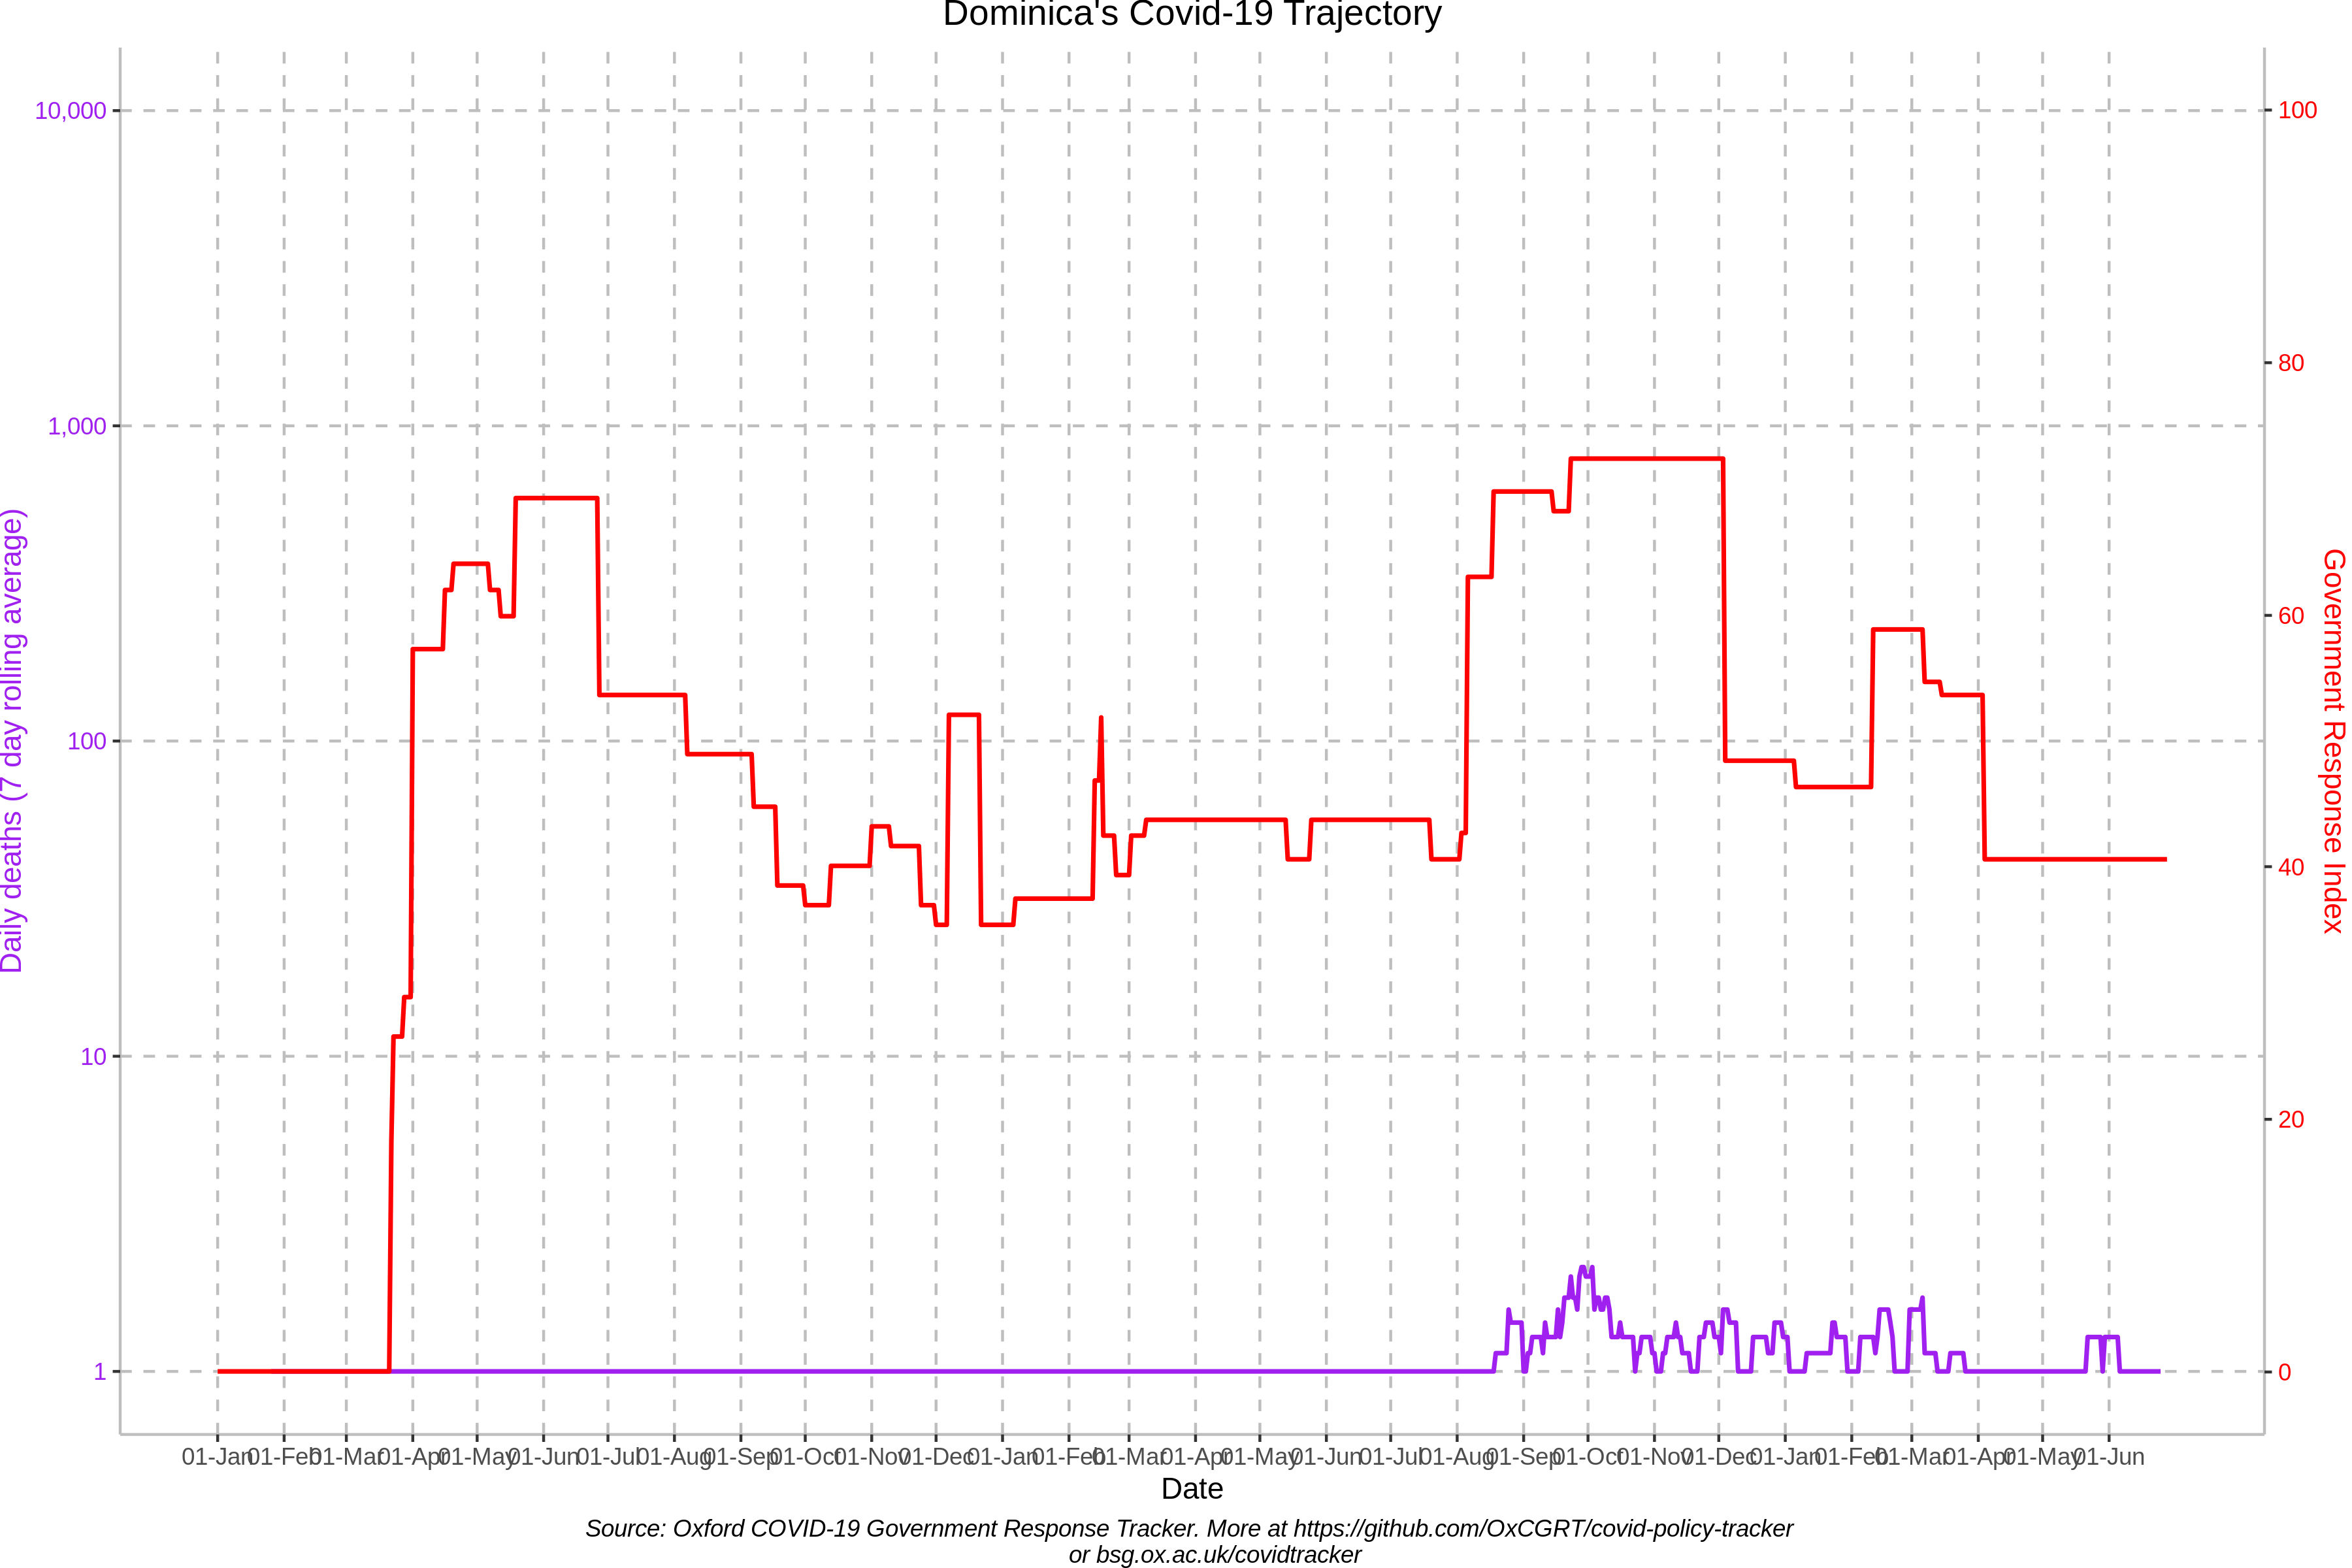 Dominica's Covid-19 Trajectory
10,000
1,000
100
10
1
Daily deaths (7 day rolling average)
100
80
60
40
20
0
Government Response Index
01-Jan 01-Feb 01-Mar 01-Apr 01-May 01-Jun 01-Jul 01-Aug 01-Sep 01-Oct 01-Nov 01-Dec 01-Jan 01-Feb 01-Mar 01-Apr 01-May 01-Jun 01-Jul 01-Aug 01-Sep 01-Oct 01-Nov 01-Dec 01-Jan 01-Feb 01-Mar 01-Apr 01-May 01-Jun
Date
Source: Oxford COVID-19 Government Response Tracker. More at https://github.com/OxCGRT/covid-policy-tracker
or bsg.ox.ac.uk/covidtracker